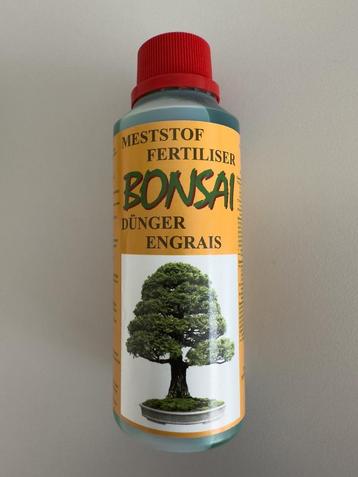 MESTSTOF
FERTILISER
BONSAI
DÜNGER
ENGRAIS